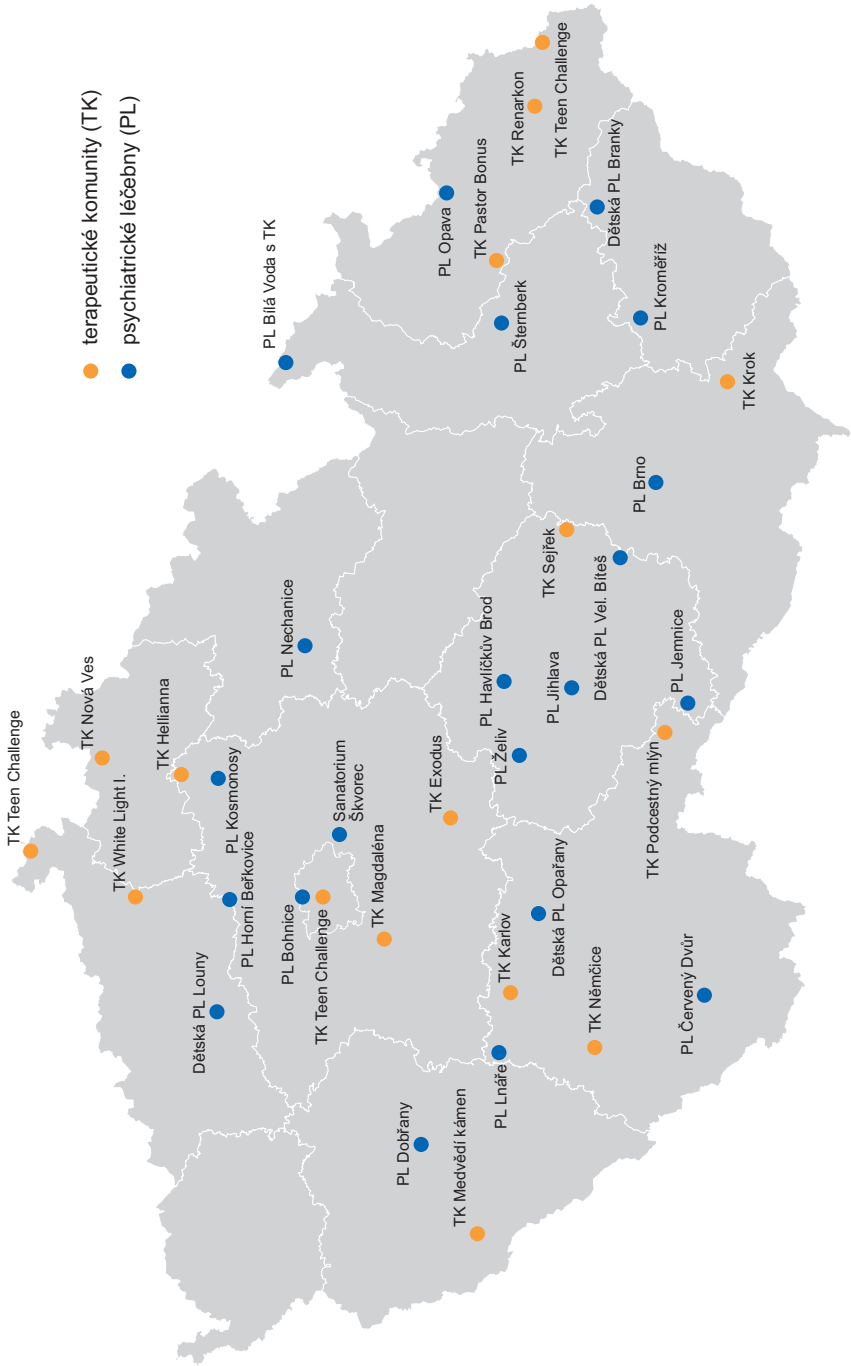 terapeutické komunity (TK)
psychiatrické léčebny (PL)
TK Teen Challenge
TK Nová Ves
TK White Light I.
TK Hellianna
PL Kosmonosy
PL Horní Beřkovice
Dětská PL Louny
PL Nechanice
PL Bílá Voda s TK
PL Bohnice
TK Teen Challenge
Sanatorium
Škvorec
TK Magdaléna
TK Exodus
PL Dobřany
TK Medvědí kámen
PL Lnáře
TK Karlov
Dětská PL Opařany
TK Němčice
PL Červený Dvůr
PL Želiv
PL Havlíčkův Brod
PL Jihlava
TK Sejřek
Dětská PL Vel. Bíteš
TK Podcestný mlýn
PL Jemnice
PL Brno
TK Krok
PL Kroměříž
Dětská PL Branky
PL Šternberk
TK Pastor Bonus
PL Opava
TK Renarkon
TK Teen Challenge